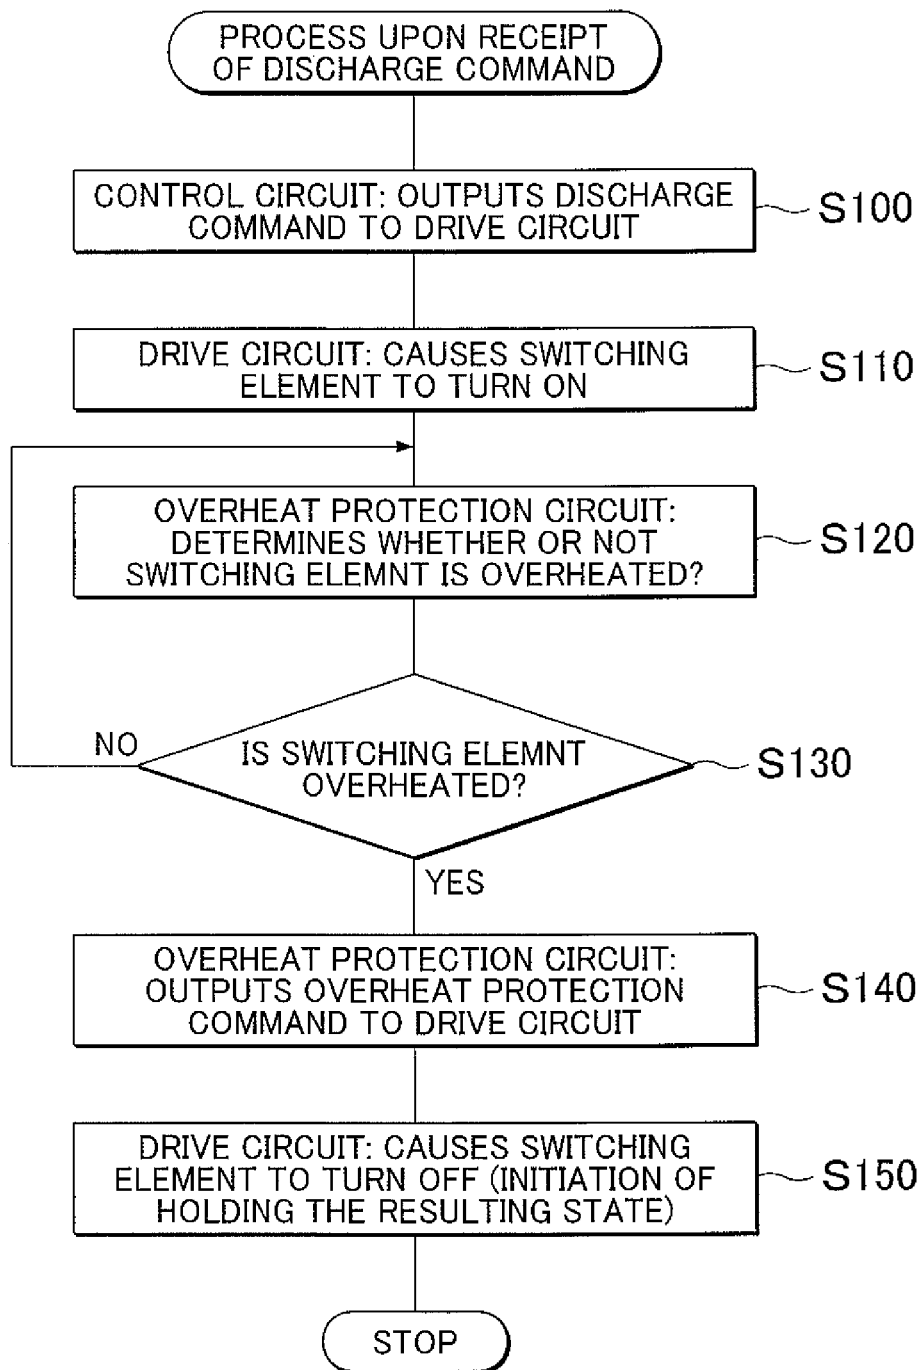 PROCESS UPON RECEIPT
OF DISCHARGE COMMAND
CONTROL CIRCUIT: OUTPUTS DISCHARGE
COMMAND TO DRIVE CIRCUIT
S100
DRIVE CIRCUIT: CAUSES SWITCHING
ELEMENT TO TURN ON
S110
OVERHEAT PROTECTION CIRCUIT:
DETERMINES WHETHER OR NOT
SWITCHING ELEMNT IS OVERHEATED?
S120
NO
IS SWITCHING ELEMNT
OVERHEATED?
S130
YES
OVERHEAT PROTECTION CIRCUIT:
OUTPUTS OVERHEAT PROTECTION
COMMAND TO DRIVE CIRCUIT
S140
DRIVE CIRCUIT: CAUSES SWITCHING
ELEMENT TO TURN OFF (INITIATION OF
HOLDING THE RESULTING STATE)
S150
STOP